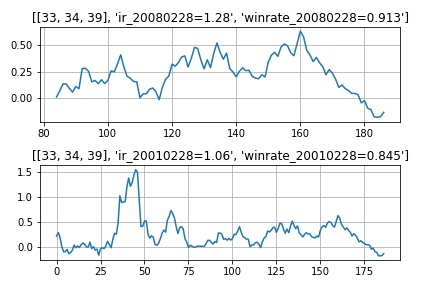 [[33, 34, 39], 'ir_20080228=1.28', 'winrate_20080228=0.913']
0.50
0.25
0.00
80 100 120 140 160 180
[[33, 34, 39], 'ir_20010228=1.06', 'winrate_20010228=0.845']
1.5
1.0
0.5
0.0
0 25 50 75 100 125 150 175